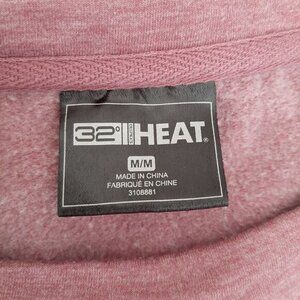 32° HEAT®
M/M
MADE IN CHINA
FABRIQUÉ EN CHINE
3108881